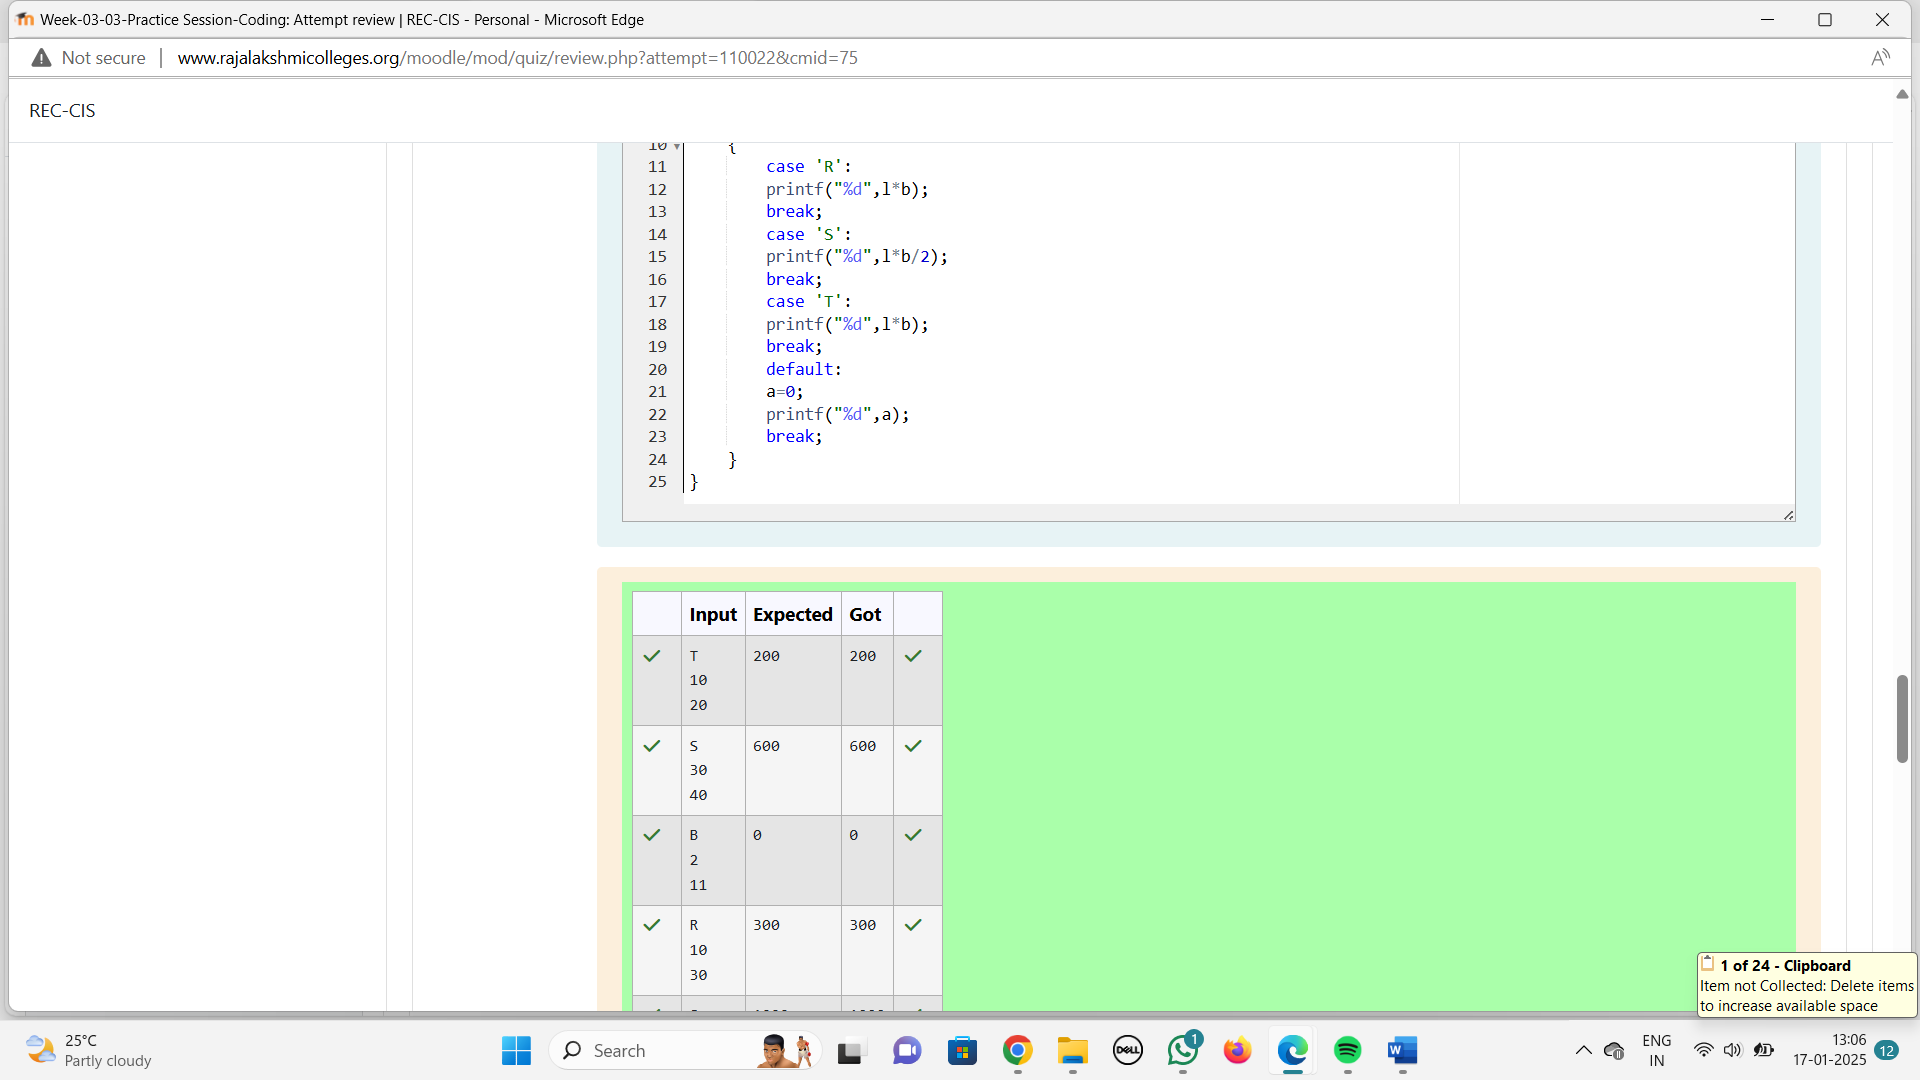 Week-03-03-Practice Session-Coding: Attempt review | REC-CIS - Personal - Microsoft Edge
Not secure | www.rajalakshmicolleges.org/moodle/mod/quiz/review.php?attempt=110022&cmid=75
REC-CIS
10 {
11 case 'R':
12 printf("%d",l*b);
13 break;
14 case 'S':
15 printf("%d",l*b/2);
16 break;
17 case 'T':
18 printf("%d",l*b);
19 break;
20 default:
21 a=0;
22 printf("%d",a);
23 break;
24 }
25 }
Input Expected Got
T 200 200
10
20
S 600 600
30
40
B 0 0
2
11
R 300 300
10
30
1 of 24 - Clipboard
Item not Collected: Delete items
to increase available space
25°C
Partly cloudy
Search
DELL
1
W
ENG
IN
13:06
17-01-2025
12